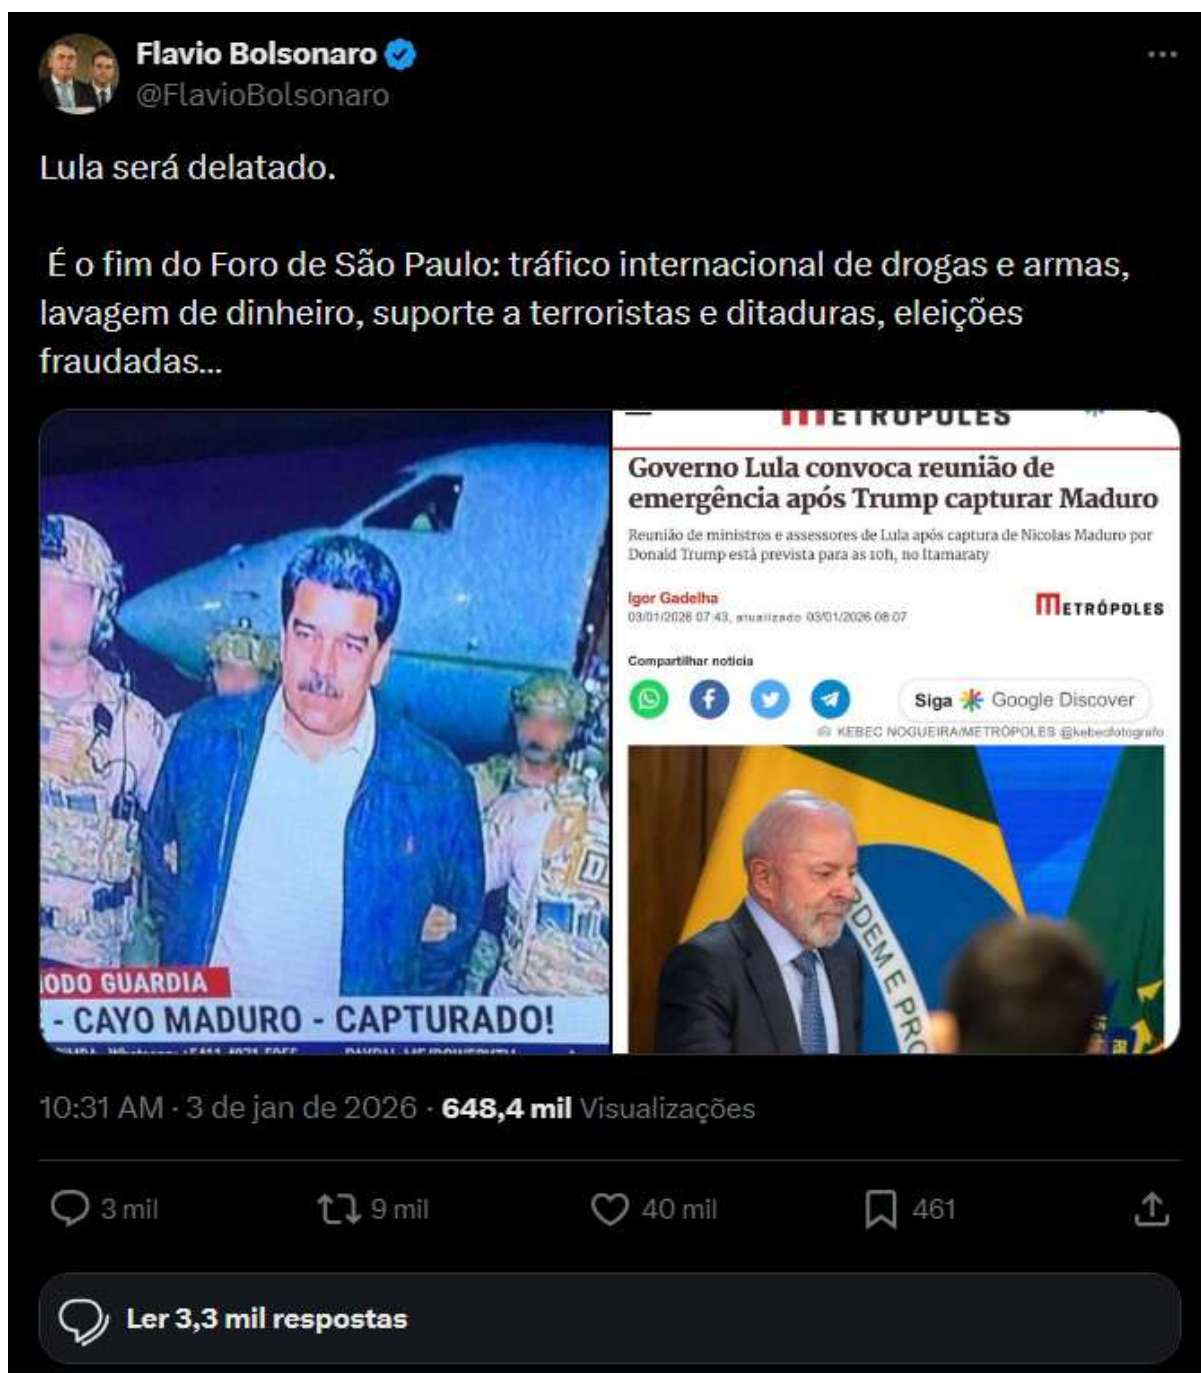 Flavio Bolsonaro
@FlavioBolsonaro
Lula será delatado.
É o fim do Foro de São Paulo: tráfico internacional de drogas e armas,
lavagem de dinheiro, suporte a terroristas e ditaduras, eleições
fraudadas...
ODO GUARDIA
- CAYO MADURO - CAPTURADO!
METRÓPOLES
Governo Lula convoca reunião de
emergência após Trump capturar Maduro
Reunião de ministros e assessores de Lula após captura de Nicolas Maduro por
Donald Trump está prevista para as 10h, no Itamaraty
Igor Gadelha
03/01/2026 07:43, atualizado 03/01/2026 08:07
METRÓPOLES
Compartilhar notícia
Siga Google Discover
KEBEC NOGUEIRA/METRÓPOLES @kebecfotografo
RDEM E PRO
10:31 AM · 3 de jan de 2026 · 648,4 mil Visualizações
3 mil 9 mil 40 mil 461
Ler 3,3 mil respostas